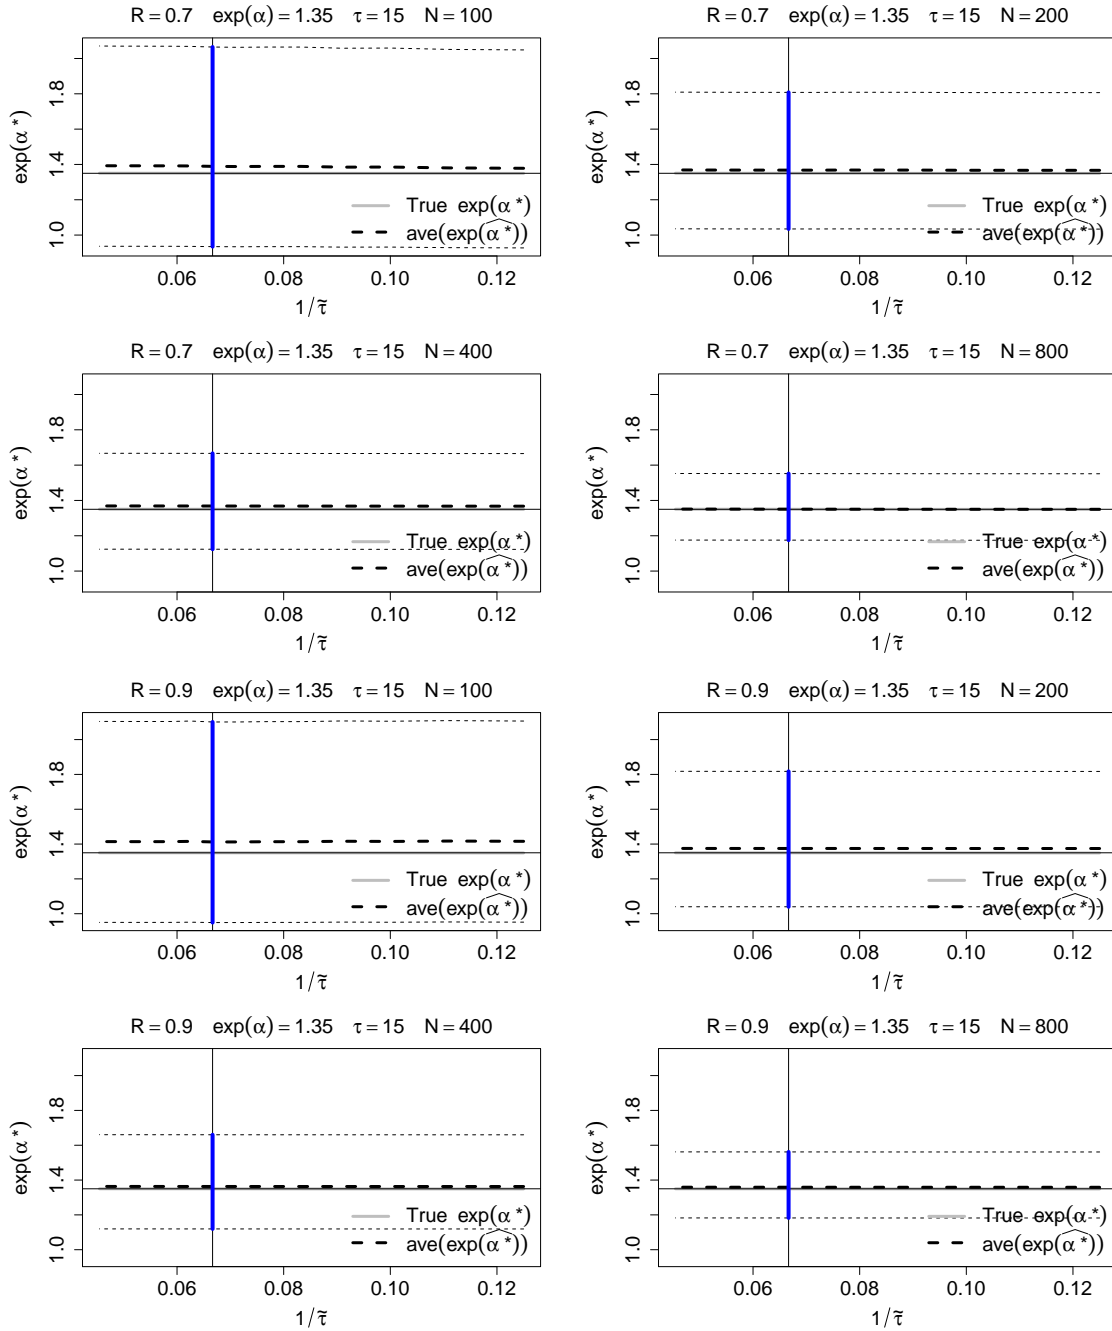 R = 0.7 exp(α) = 1.35 τ = 15 N = 100
exp(α*)
1.0 1.4 1.8
True exp(α*)
ave(exp(α̂*))
0.06 0.08 0.10 0.12
1/τ̃
R = 0.7 exp(α) = 1.35 τ = 15 N = 200
exp(α*)
1.0 1.4 1.8
True exp(α*)
ave(exp(α̂*))
0.06 0.08 0.10 0.12
1/τ̃
R = 0.7 exp(α) = 1.35 τ = 15 N = 400
exp(α*)
1.0 1.4 1.8
True exp(α*)
ave(exp(α̂*))
0.06 0.08 0.10 0.12
1/τ̃
R = 0.7 exp(α) = 1.35 τ = 15 N = 800
exp(α*)
1.0 1.4 1.8
True exp(α*)
ave(exp(α̂*))
0.06 0.08 0.10 0.12
1/τ̃
R = 0.9 exp(α) = 1.35 τ = 15 N = 100
exp(α*)
1.0 1.4 1.8
True exp(α*)
ave(exp(α̂*))
0.06 0.08 0.10 0.12
1/τ̃
R = 0.9 exp(α) = 1.35 τ = 15 N = 200
exp(α*)
1.0 1.4 1.8
True exp(α*)
ave(exp(α̂*))
0.06 0.08 0.10 0.12
1/τ̃
R = 0.9 exp(α) = 1.35 τ = 15 N = 400
exp(α*)
1.0 1.4 1.8
True exp(α*)
ave(exp(α̂*))
0.06 0.08 0.10 0.12
1/τ̃
R = 0.9 exp(α) = 1.35 τ = 15 N = 800
exp(α*)
1.0 1.4 1.8
True exp(α*)
ave(exp(α̂*))
0.06 0.08 0.10 0.12
1/τ̃